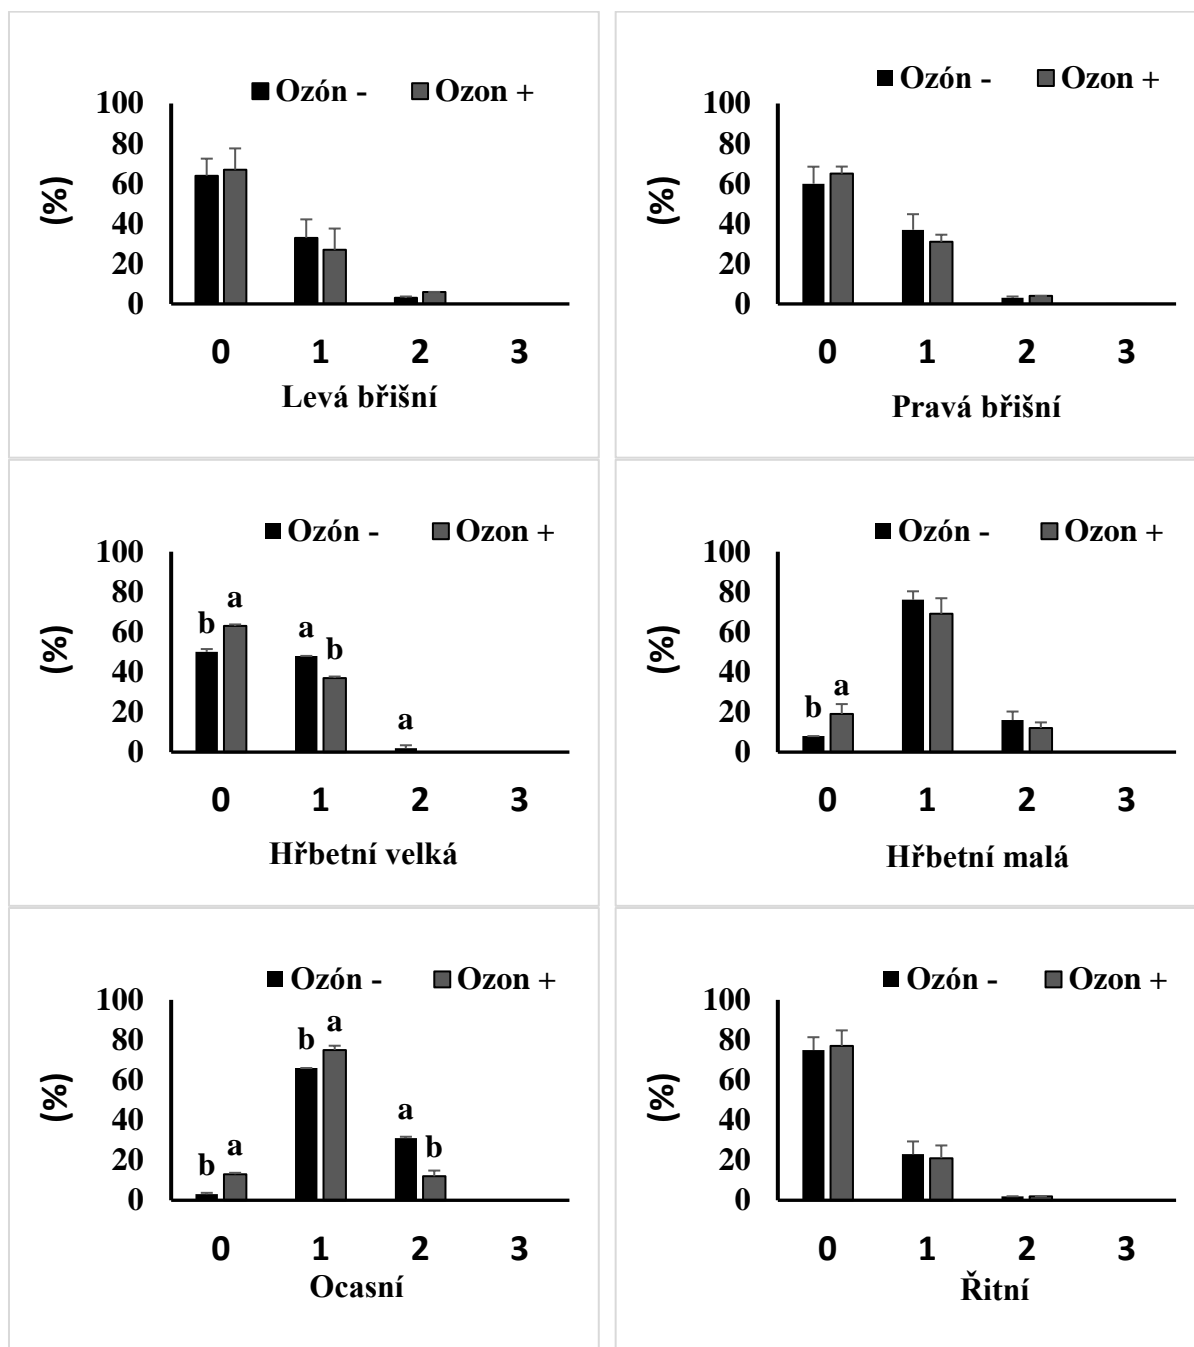 Ozón - Ozon +
100
80
60
40
20
0
(%)
0 1 2 3
Levá břišní
Ozón - Ozon +
100
80
60
40
20
0
(%)
0 1 2 3
Pravá břišní
Ozón - Ozon +
100
80
60
40
20
0
(%)
b a a b a
0 1 2 3
Hřbetní velká
Ozón - Ozon +
100
80
60
40
20
0
(%)
b a
0 1 2 3
Hřbetní malá
Ozón - Ozon +
100
80
60
40
20
0
(%)
b a b a a b
0 1 2 3
Ocasní
Ozón - Ozon +
100
80
60
40
20
0
(%)
0 1 2 3
Řitní